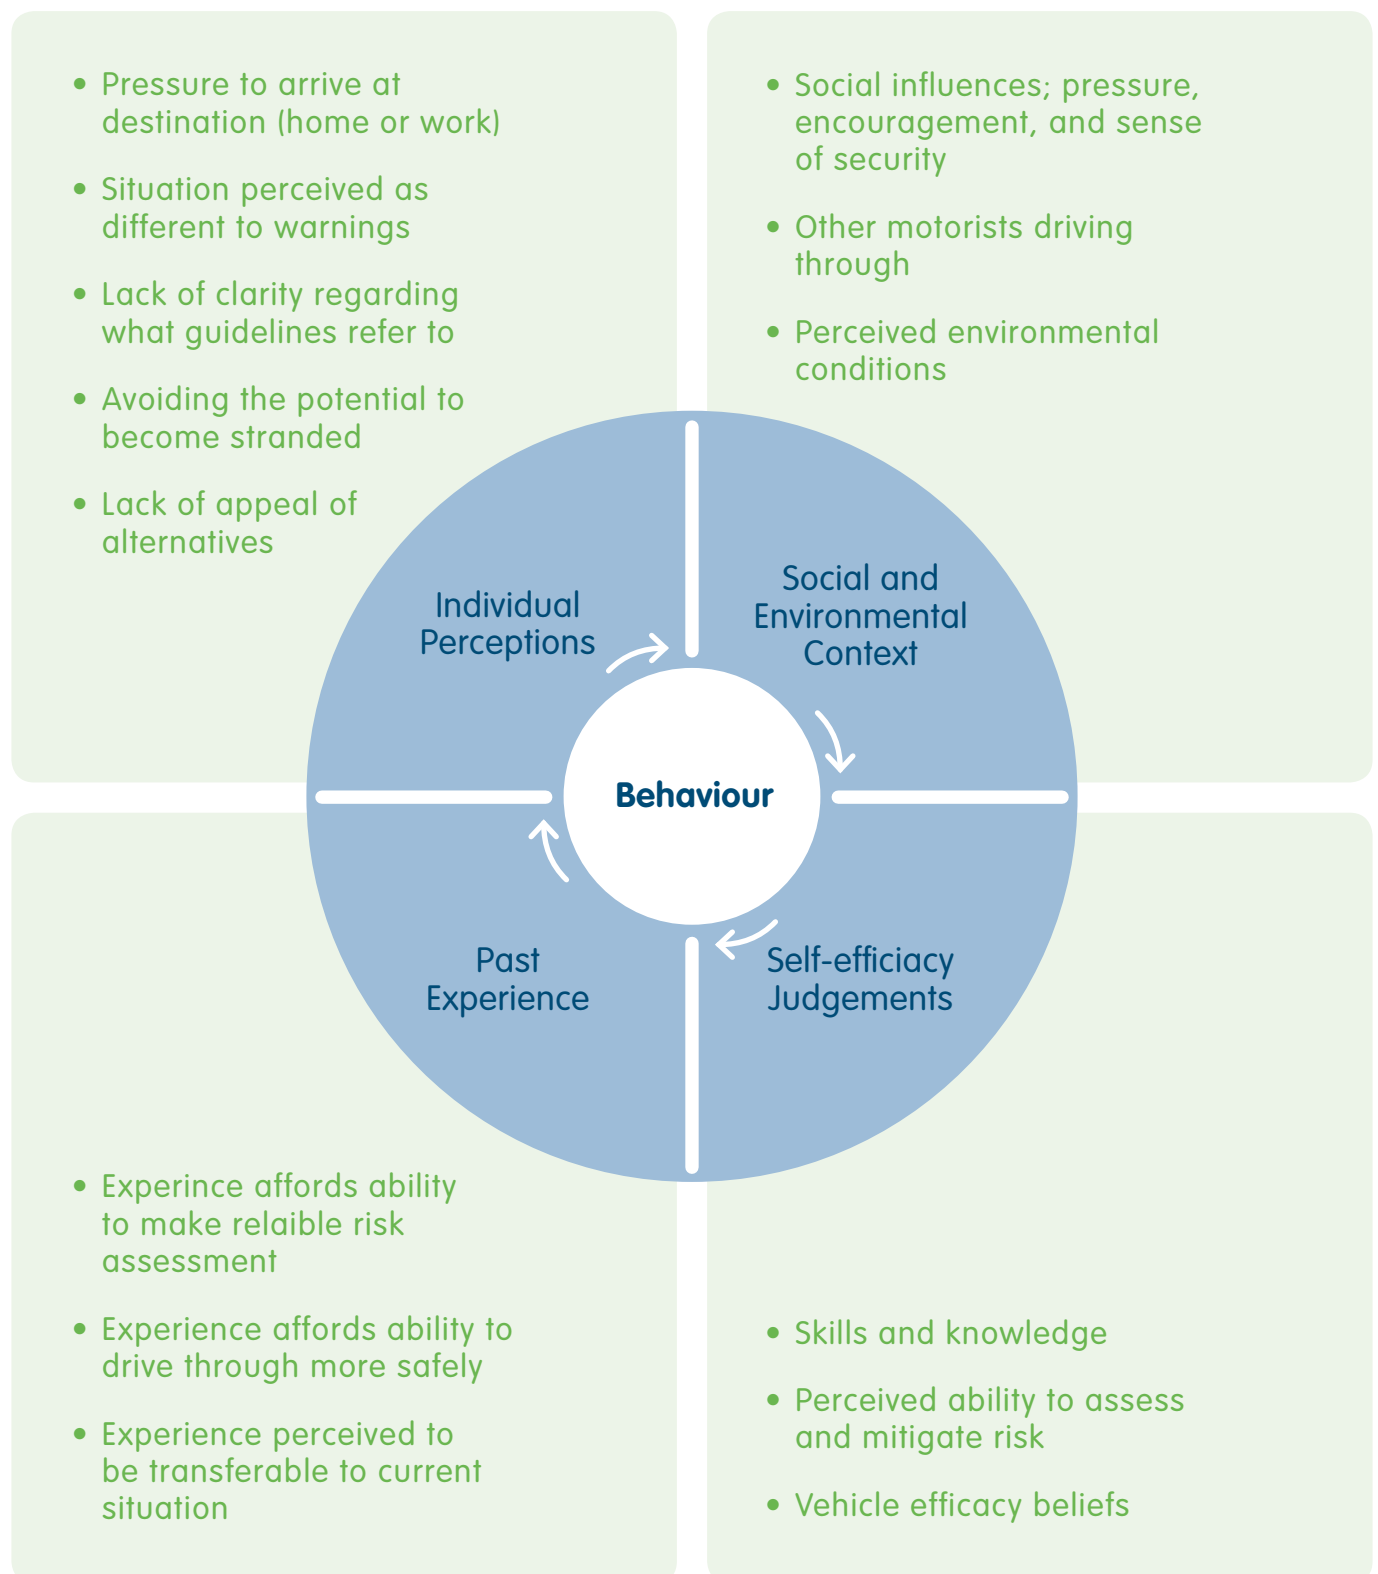 • Pressure to arrive at
destination (home or work)
• Situation perceived as
different to warnings
• Lack of clarity regarding
what guidelines refer to
• Avoiding the potential to
become stranded
• Lack of appeal of
alternatives
• Social influences; pressure,
encouragement, and sense
of security
• Other motorists driving
through
• Perceived environmental
conditions
Individual
Perceptions
Social and
Environmental
Context
Behaviour
Past
Experience
Self-efficiacy
Judgements
• Experince affords ability
to make relaible risk
assessment
• Experience affords ability to
drive through more safely
• Experience perceived to
be transferable to current
situation
• Skills and knowledge
• Perceived ability to assess
and mitigate risk
• Vehicle efficacy beliefs